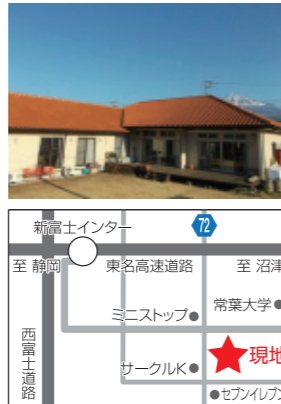 新富士インター
72
至 静岡
東名高速道路
至 沼津
ミニストップ
常葉大学
西富士道路
サークルK
現地
セブンイレブン